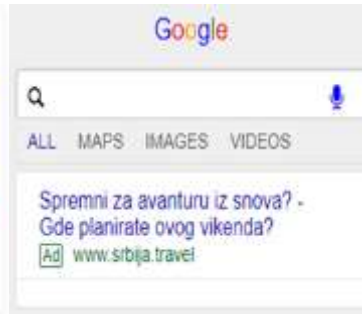 Google
ALL MAPS IMAGES VIDEOS
Spremni za avanturu iz snova? -
Gde planirate ovog vikenda?
Ad www.srbija.travel